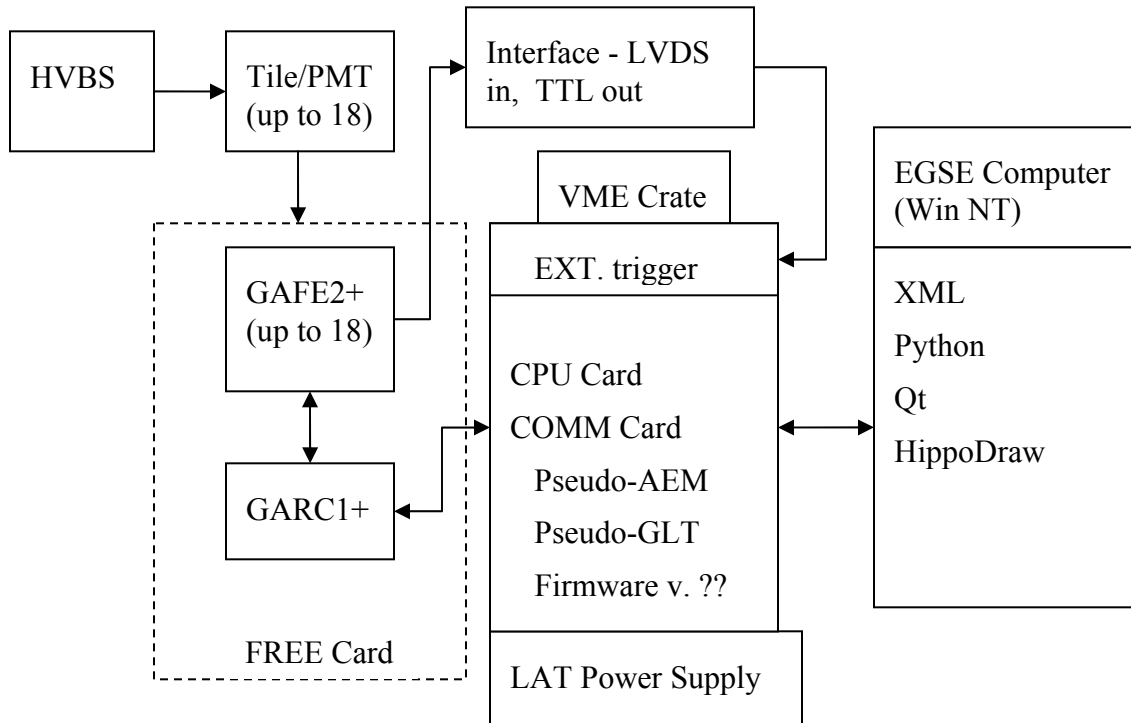 HVBS
Tile/PMT
(up to 18)
Interface - LVDS
in, TTL out
VME Crate
EXT. trigger
EGSE Computer
(Win NT)
GAFE2+
(up to 18)
GARC1+
FREE Card
CPU Card
COMM Card
Pseudo-AEM
Pseudo-GLT
Firmware v. ??
LAT Power Supply
XML
Python
Qt
HippoDraw